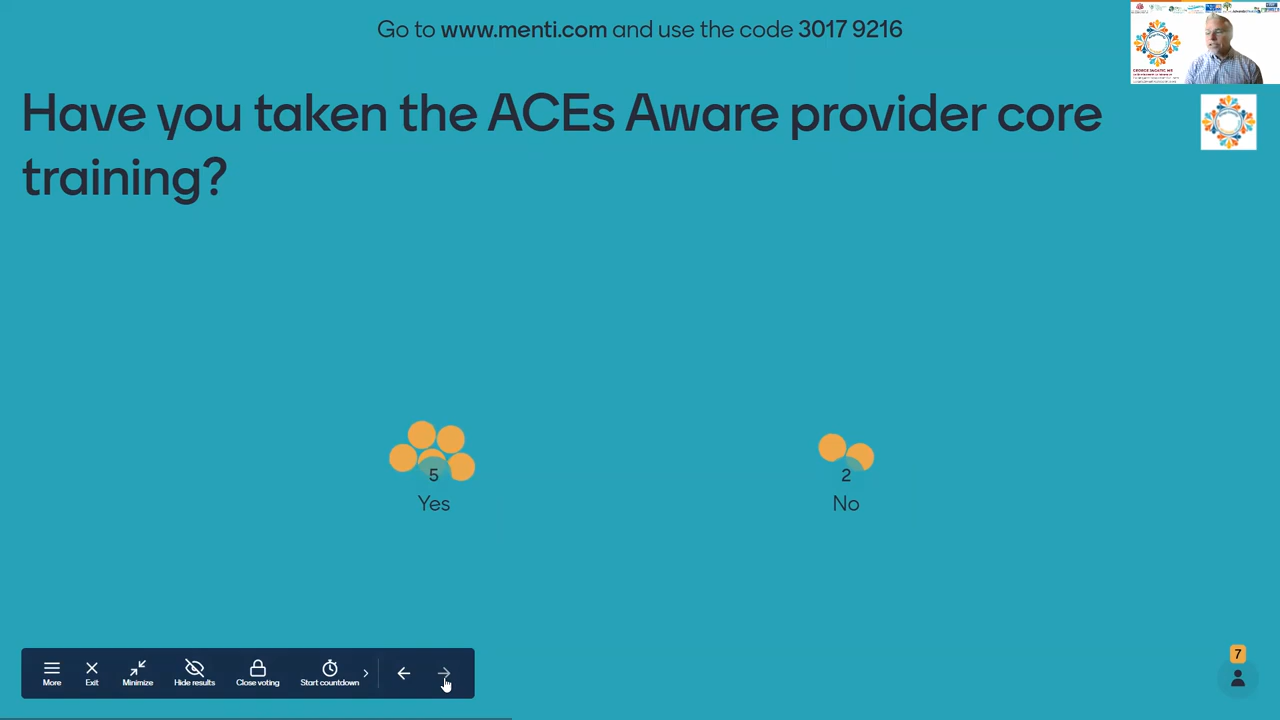 Go to www.menti.com and use the code 3017 9216
Have you taken the ACEs Aware provider core
training?
5
Yes
2
No
More
Exit
Minimize
Hide results
Close voting
Start countdown
7